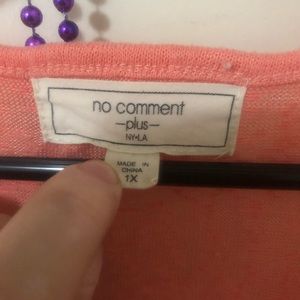 no comment
-plus-
NY•LA
MADE IN
CHINA
1X